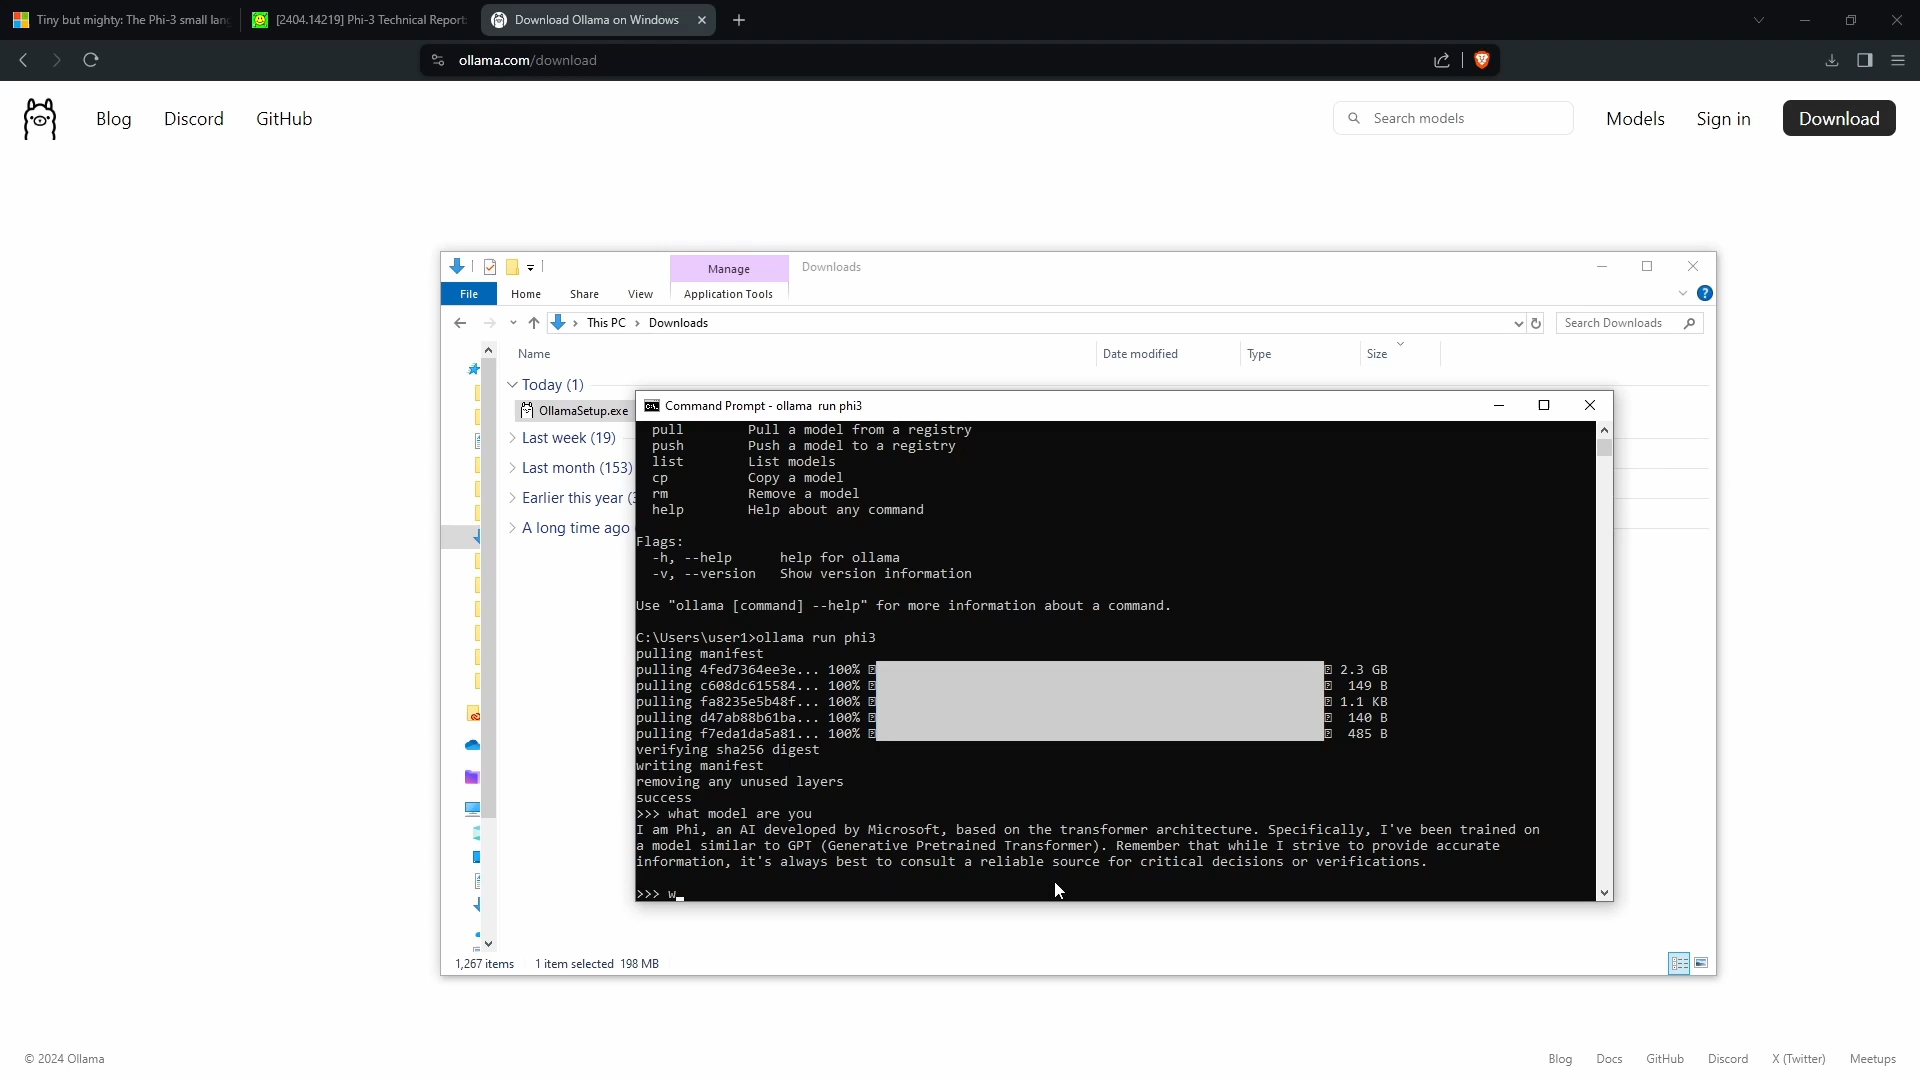 Tiny but mighty: The Phi-3 small lan
[2404.14219] Phi-3 Technical Report
Download Ollama on Windows
ollama.com/download
Blog
Discord
GitHub
Search models
Models
Sign in
Download
Manage
Downloads
File
Home
Share
View
Application Tools
This PC
Downloads
Search Downloads
Name
Date modified
Type
Size
Today (1)
OllamaSetup.exe
Last week (19)
Last month (153)
Earlier this year (
A long time ago
Command Prompt - ollama run phi3
pull Pull a model from a registry
push Push a model to a registry
list List models
cp Copy a model
rm Remove a model
help Help about any command
Flags:
-h, --help help for ollama
-v, --version Show version information
Use "ollama [command] --help" for more information about a command.
C:\Users\user1>ollama run phi3
pulling manifest
pulling 4fed7364ee3e... 100% 2.3 GB
pulling c608dc615584... 100% 149 B
pulling fa8235e5b48f... 100% 1.1 KB
pulling d47ab88b61ba... 100% 140 B
pulling f7eda1da5a81... 100% 485 B
verifying sha256 digest
writing manifest
removing any unused layers
success
>>> what model are you
I am Phi, an AI developed by Microsoft, based on the transformer architecture. Specifically, I've been trained on
a model similar to GPT (Generative Pretrained Transformer). Remember that while I strive to provide accurate
information, it's always best to consult a reliable source for critical decisions or verifications.
>>> w_
1,267 items
1 item selected 198 MB
© 2024 Ollama
Blog
Docs
GitHub
Discord
X (Twitter)
Meetups